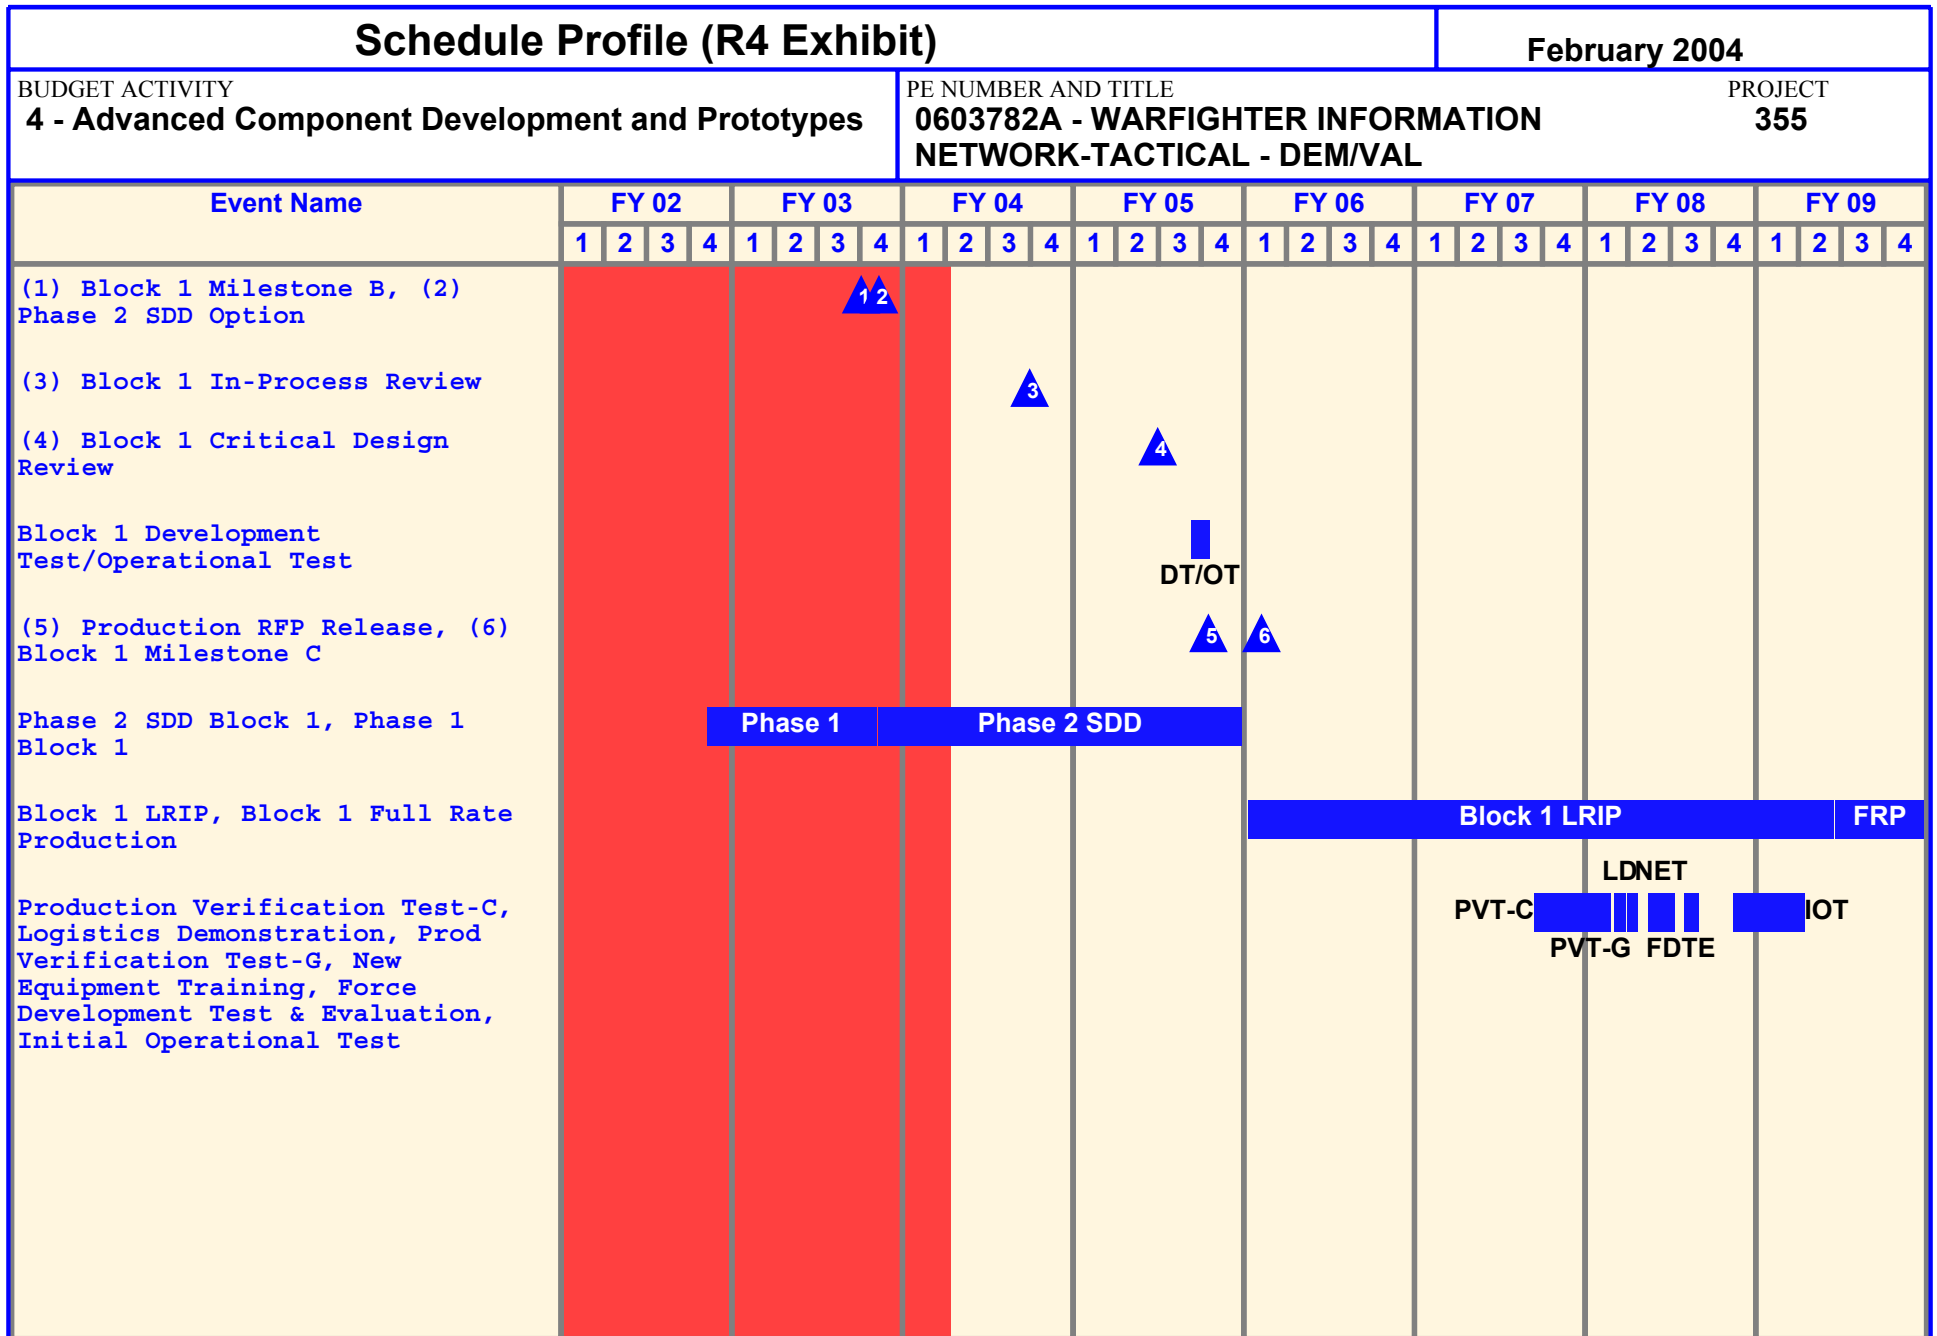 Schedule Profile (R4 Exhibit)
February 2004
BUDGET ACTIVITY
4 - Advanced Component Development and Prototypes
PE NUMBER AND TITLE
0603782A - WARFIGHTER INFORMATION
NETWORK-TACTICAL - DEM/VAL
PROJECT
355
Event Name
FY 02 FY 03 FY 04 FY 05 FY 06 FY 07 FY 08 FY 09
1 2 3 4 1 2 3 4 1 2 3 4 1 2 3 4 1 2 3 4 1 2 3 4 1 2 3 4 1 2 3 4
(1) Block 1 Milestone B, (2)
Phase 2 SDD Option
1 2
(3) Block 1 In-Process Review
3
(4) Block 1 Critical Design
Review
4
Block 1 Development
Test/Operational Test
DT/OT
(5) Production RFP Release, (6)
Block 1 Milestone C
5 6
Phase 2 SDD Block 1, Phase 1
Block 1
Phase 1 Phase 2 SDD
Block 1 LRIP, Block 1 Full Rate
Production
Block 1 LRIP FRP
Production Verification Test-C,
Logistics Demonstration, Prod
Verification Test-G, New
Equipment Training, Force
Development Test & Evaluation,
Initial Operational Test
LDNET
PVT-C IOT
PVT-G FDTE